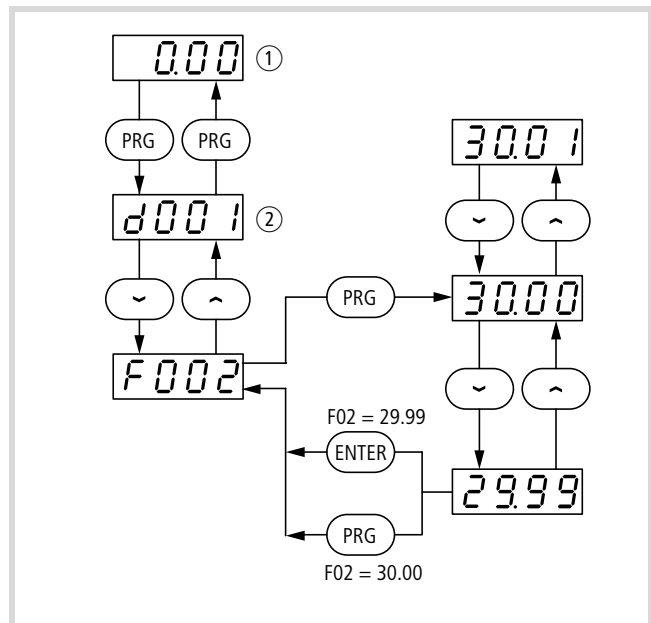 0.00 ①
PRG PRG
d001 ②
F002
30.01
PRG
30.00
F02 = 29.99
ENTER
29.99
PRG
F02 = 30.00